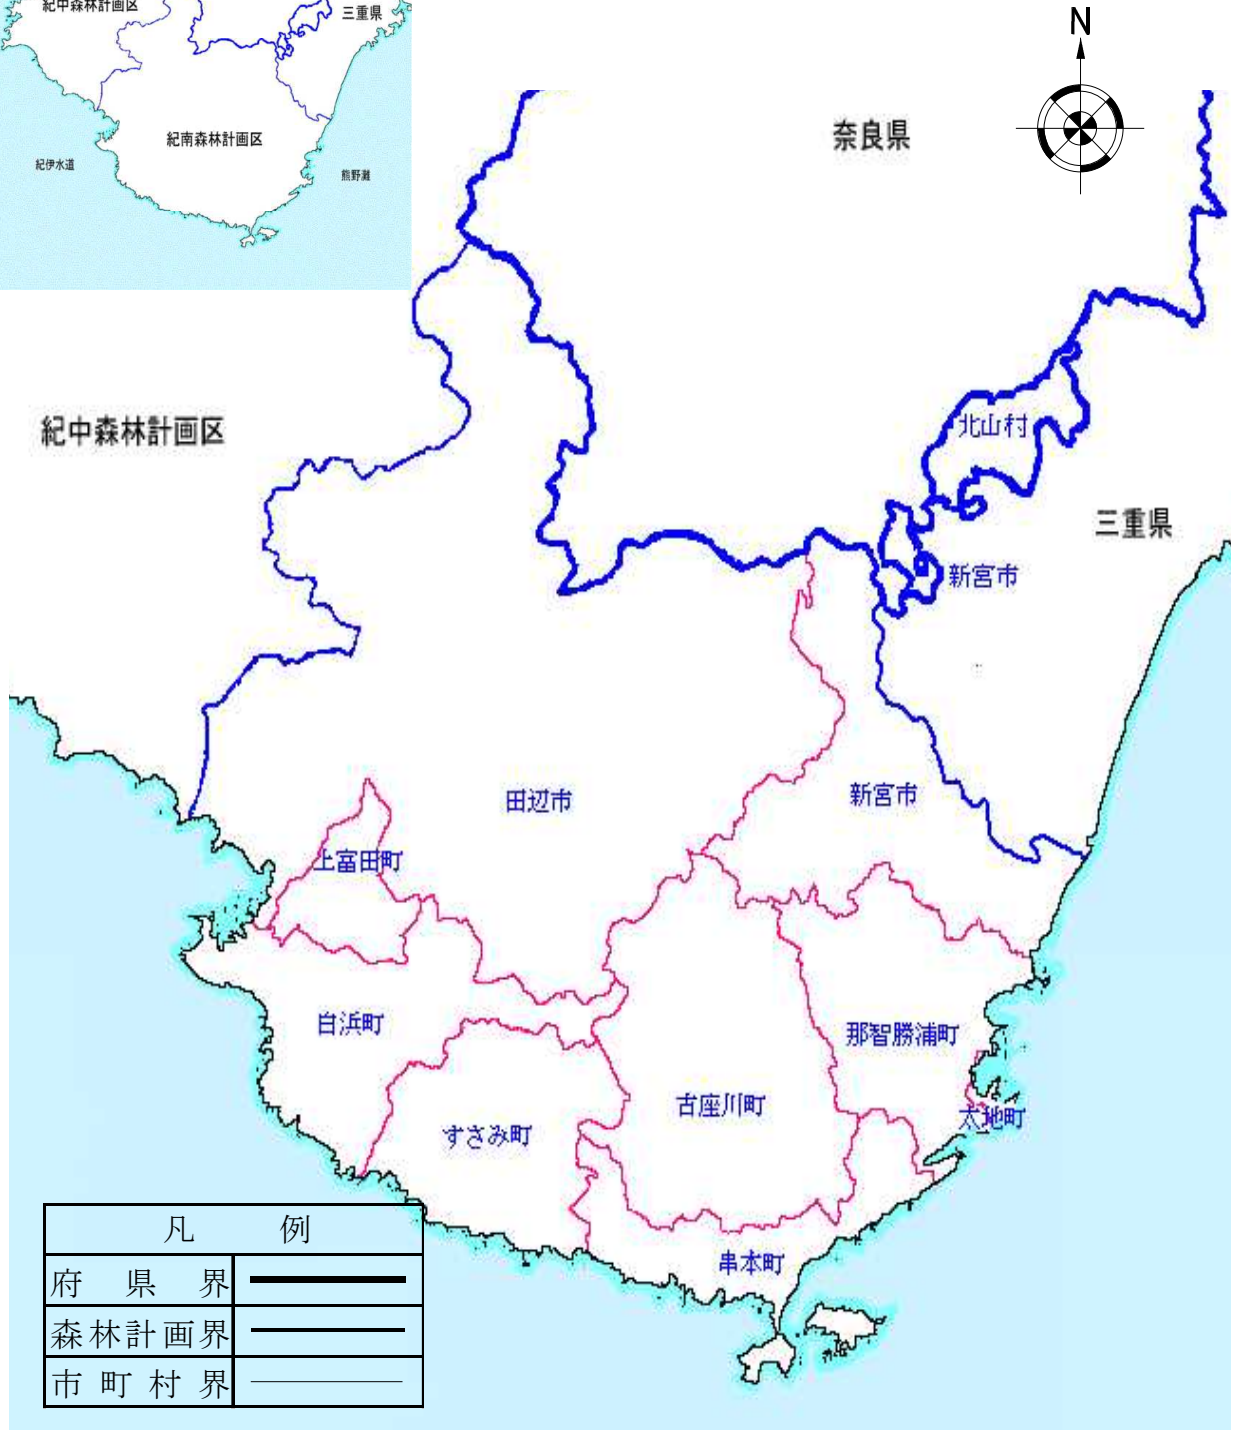 紀中森林計画区
三重県
紀南森林計画区
紀伊水道
熊野灘
N
奈良県
紀中森林計画区
北山村
三重県
新宮市
田辺市
新宮市
上富田町
白浜町
那智勝浦町
古座川町
太地町
すさみ町
串本町
凡 例
府県界
森林計画界
市町村界